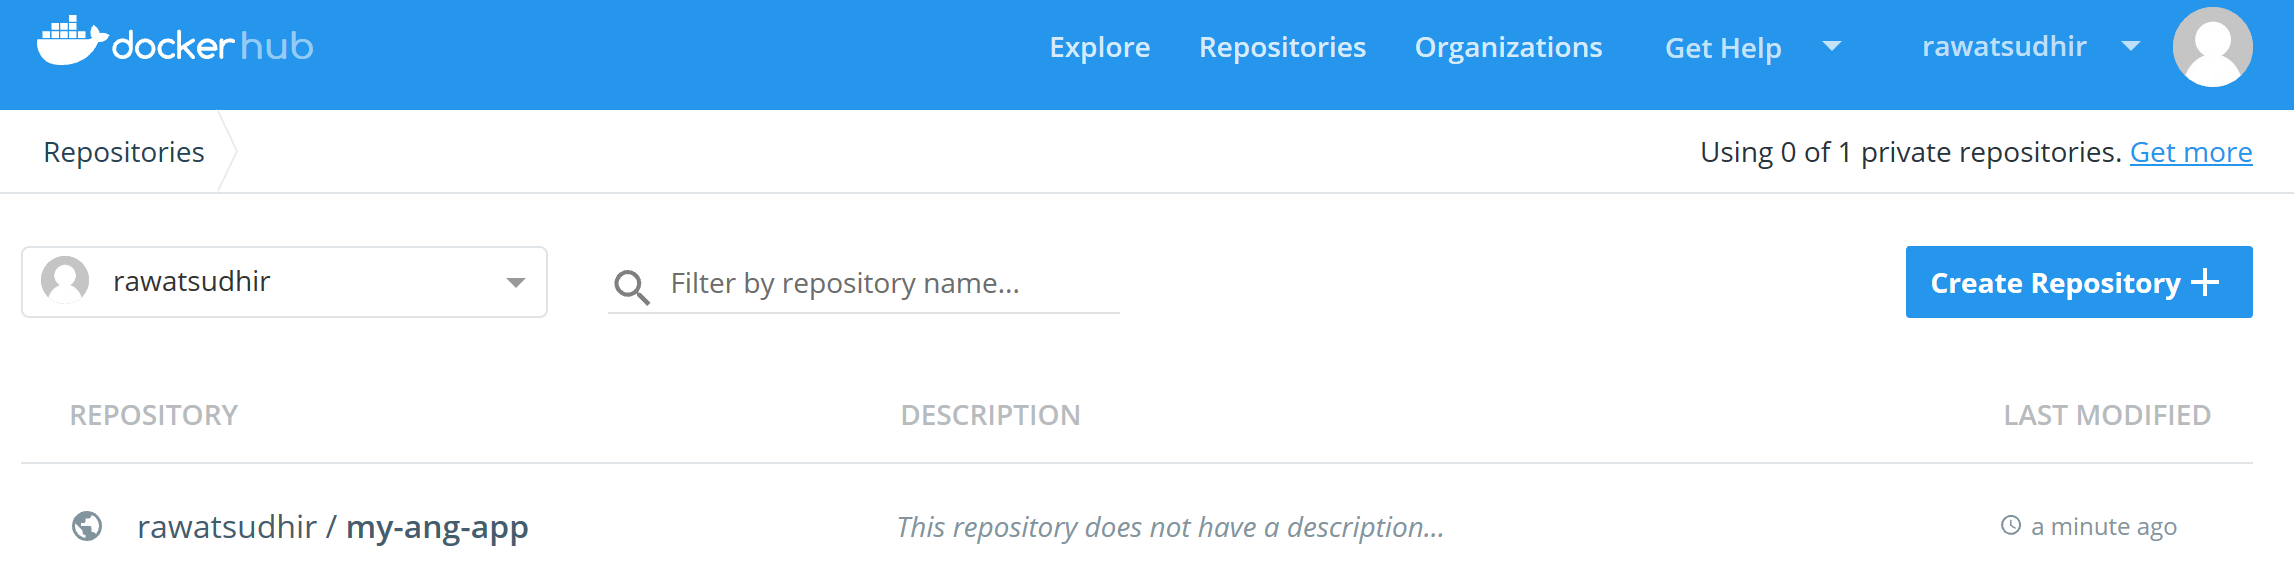 docker hub
Explore Repositories Organizations Get Help rawatsudhir
Repositories
Using 0 of 1 private repositories. Get more
rawatsudhir
Filter by repository name...
Create Repository +
REPOSITORY DESCRIPTION LAST MODIFIED
rawatsudhir / my-ang-app This repository does not have a description... a minute ago